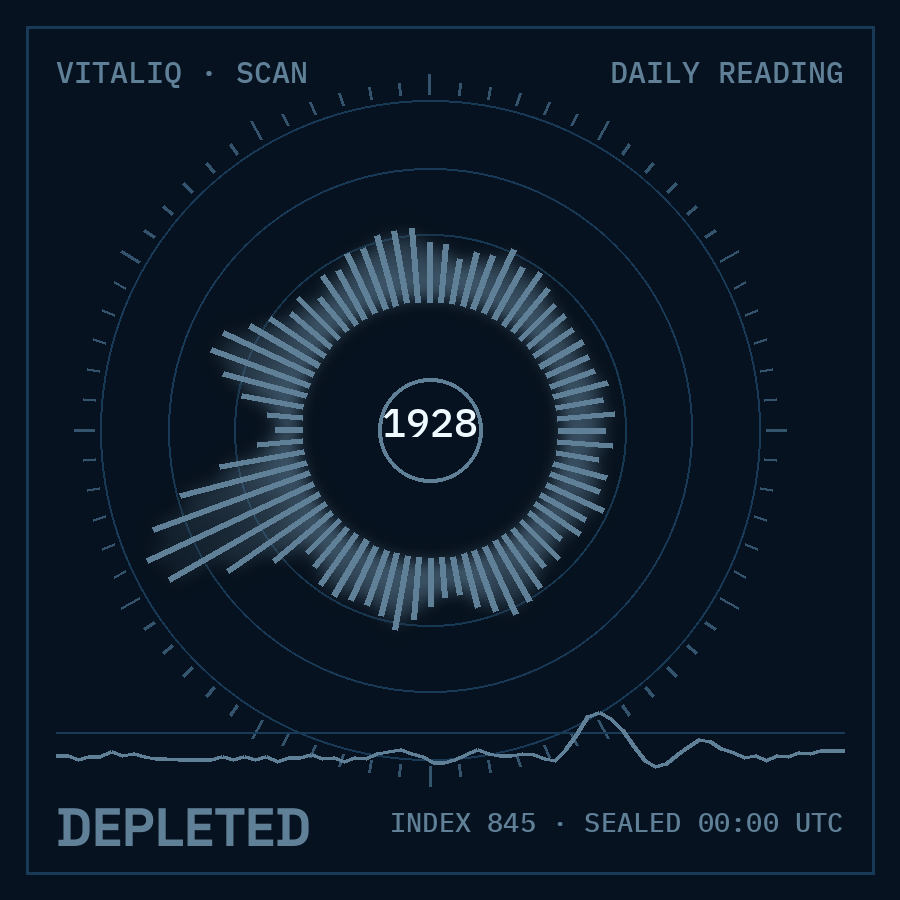 VITALIQ · SCAN
DAILY READING
1928
DEPLETED
INDEX 845 · SEALED 00:00 UTC